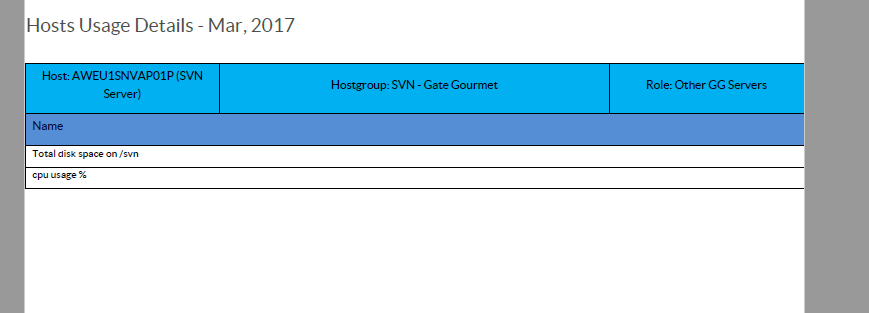 Hosts Usage Details - Mar, 2017
Host: AWEU1SNVAP01P (SVN
Server)
Hostgroup: SVN - Gate Gourmet
Role: Other GG Servers
Name
Total disk space on /svn
cpu usage %